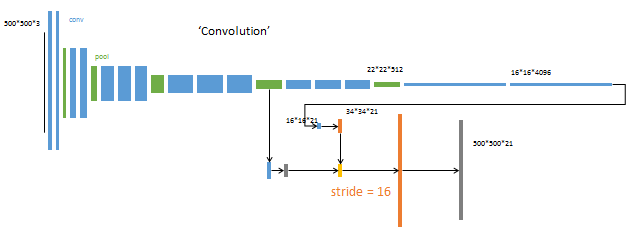 500*500*3
conv
'Convolution'
pool
22*22*512
16*16*4096
16*16*21
34*34*21
500*500*21
stride = 16